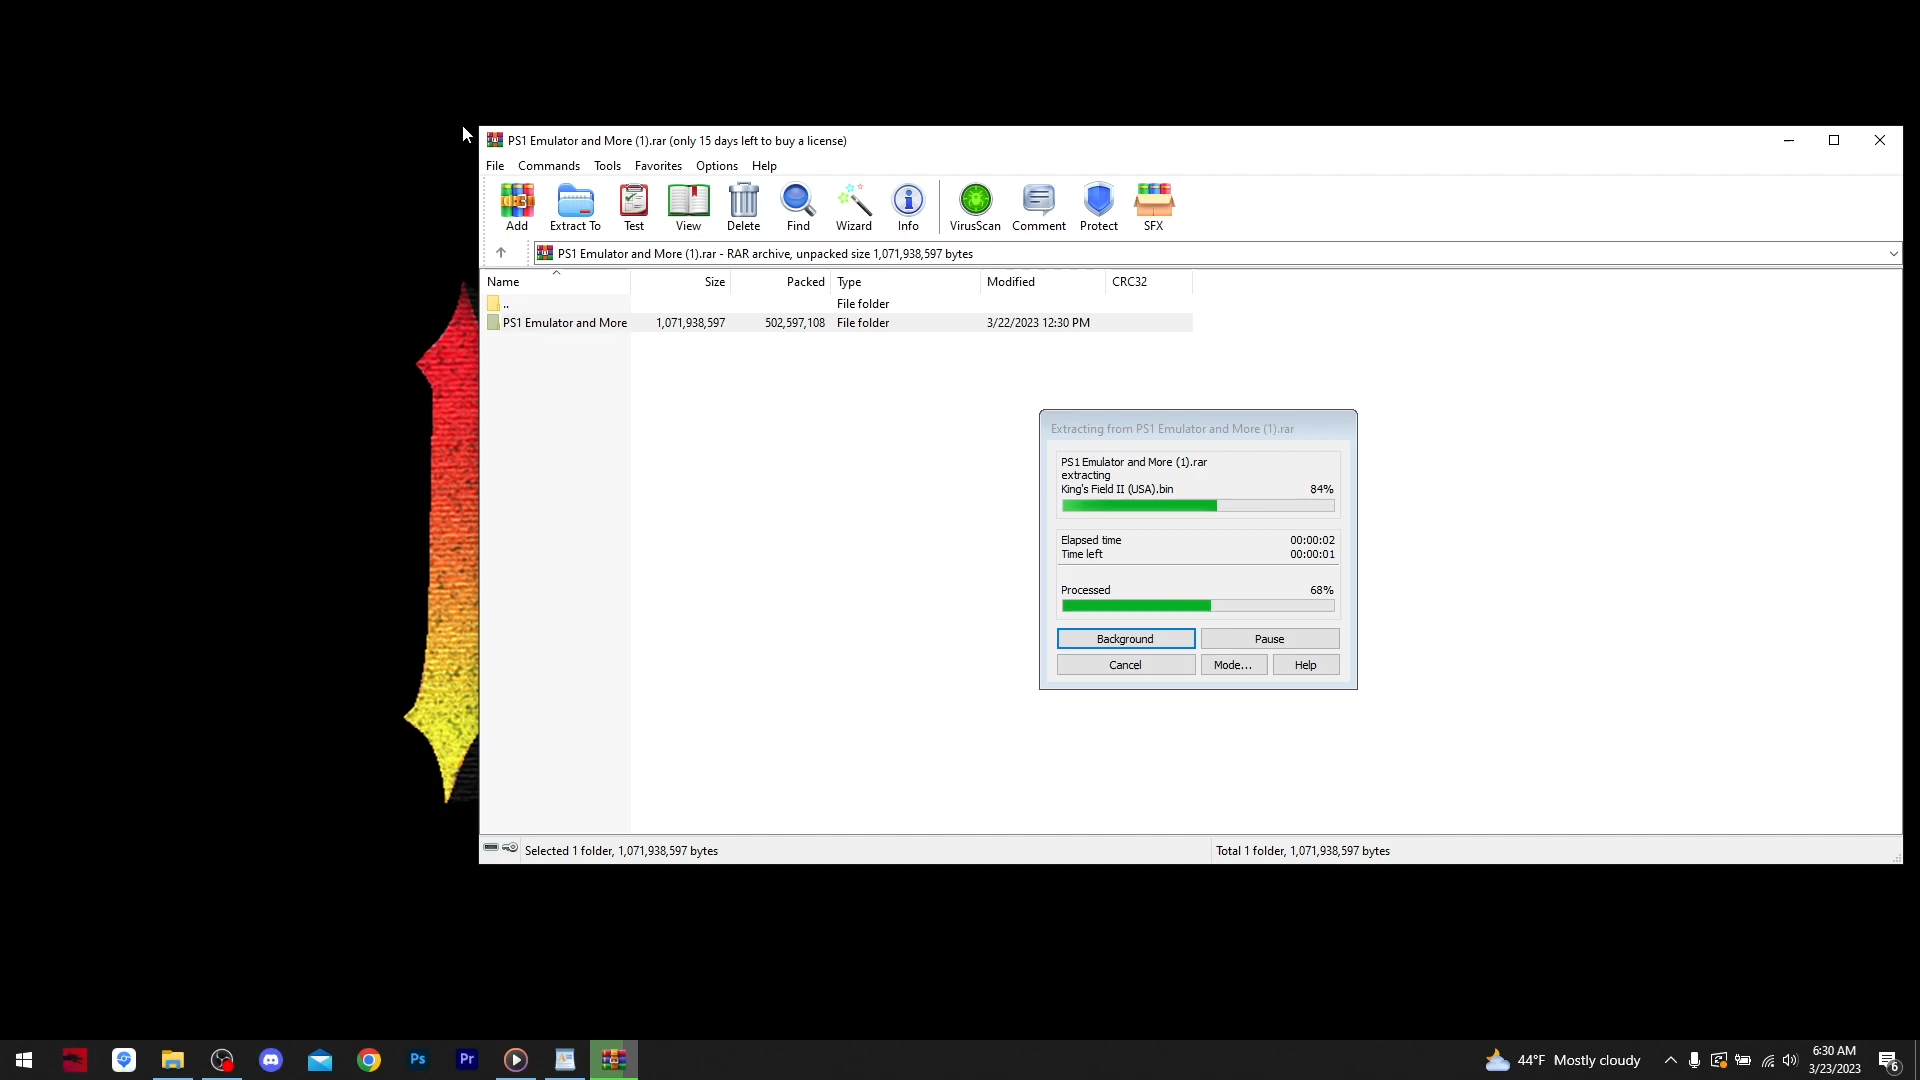 PS1 Emulator and More (1).rar (only 15 days left to buy a license)
File Commands Tools Favorites Options Help
Add Extract To Test View Delete Find Wizard Info VirusScan Comment Protect SFX
PS1 Emulator and More (1).rar - RAR archive, unpacked size 1,071,938,597 bytes
Name Size Packed Type Modified CRC32
.. File folder
PS1 Emulator and More 1,071,938,597 502,597,108 File folder 3/22/2023 12:30 PM
Extracting from PS1 Emulator and More (1).rar
PS1 Emulator and More (1).rar
extracting
King's Field II (USA).bin 84%
Elapsed time 00:00:02
Time left 00:00:01
Processed 68%
Background Pause
Cancel Mode... Help
Selected 1 folder, 1,071,938,597 bytes Total 1 folder, 1,071,938,597 bytes
Ps Pr 44°F Mostly cloudy 6:30 AM
3/23/2023 6